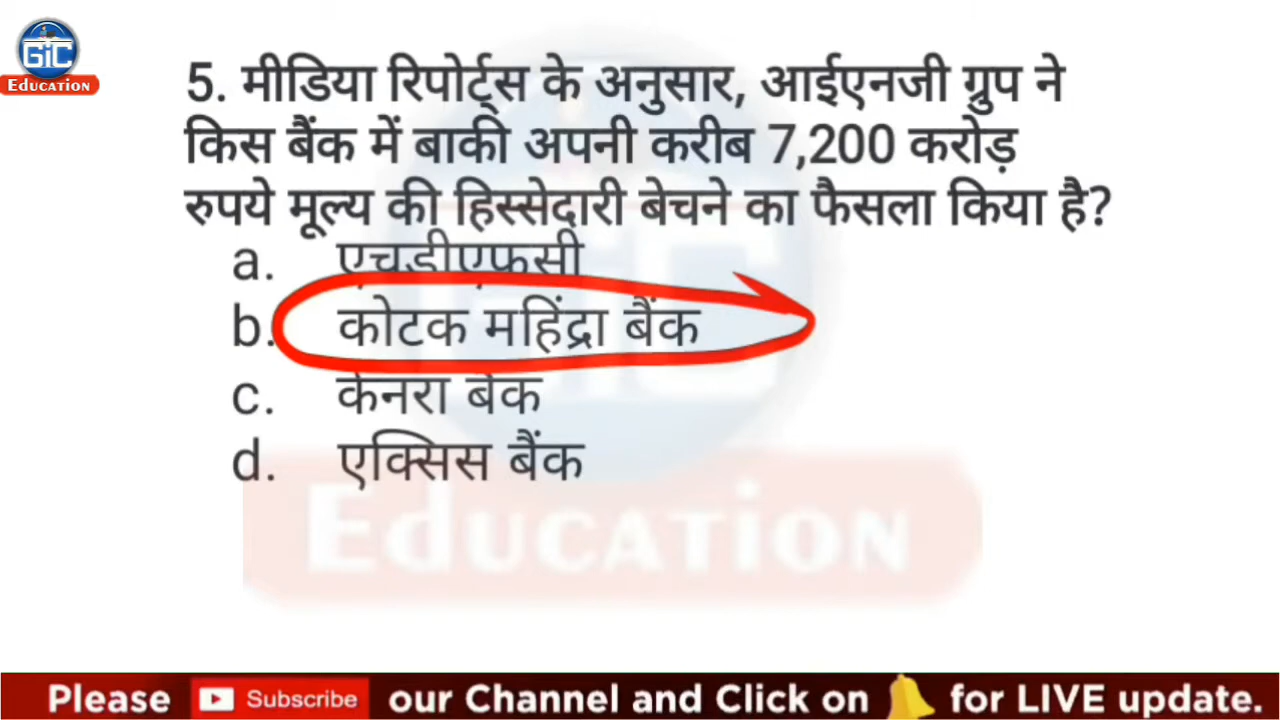 GiC
Education
5. मीडिया रिपोर्ट्स के अनुसार, आईएनजी ग्रुप ने
किस बैंक में बाकी अपनी करीब 7,200 करोड़
रुपये मूल्य की हिस्सेदारी बेचने का फैसला किया है?
a. एचडीएफसी
b. कोटक महिंद्रा बैंक
c. केनरा बैंक
d. एक्सिस बैंक
GiC
Education
Please Subscribe our Channel and Click on for LIVE update.